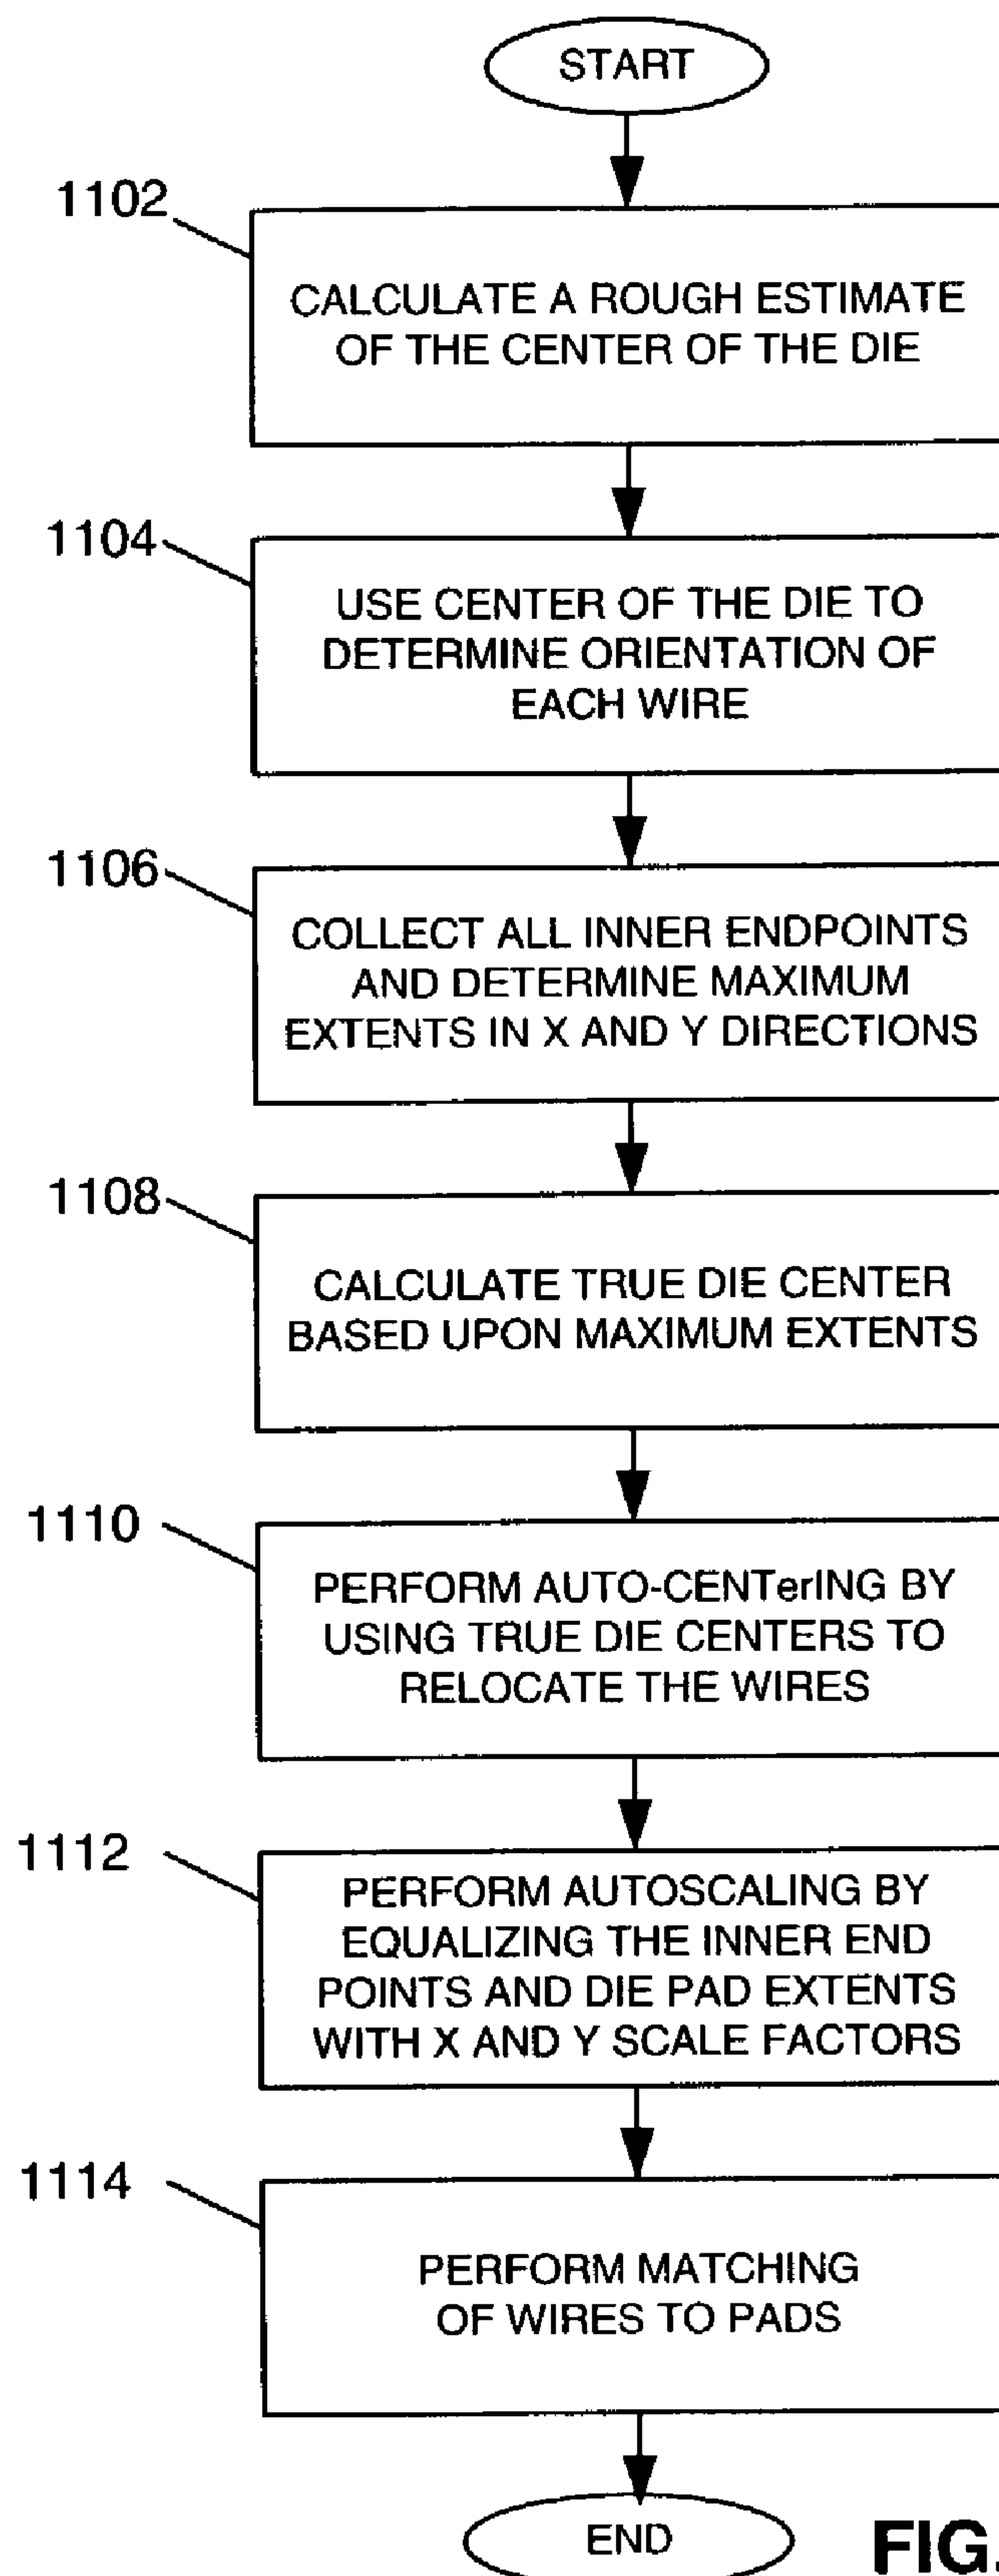 START
1102
CALCULATE A ROUGH ESTIMATE
OF THE CENTER OF THE DIE
1104
USE CENTER OF THE DIE TO
DETERMINE ORIENTATION OF
EACH WIRE
1106
COLLECT ALL INNER ENDPOINTS
AND DETERMINE MAXIMUM
EXTENTS IN X AND Y DIRECTIONS
1108
CALCULATE TRUE DIE CENTER
BASED UPON MAXIMUM EXTENTS
1110
PERFORM AUTO-CENTerING BY
USING TRUE DIE CENTERS TO
RELOCATE THE WIRES
1112
PERFORM AUTOSCALING BY
EQUALIZING THE INNER END
POINTS AND DIE PAD EXTENTS
WITH X AND Y SCALE FACTORS
1114
PERFORM MATCHING
OF WIRES TO PADS
END
FIG.